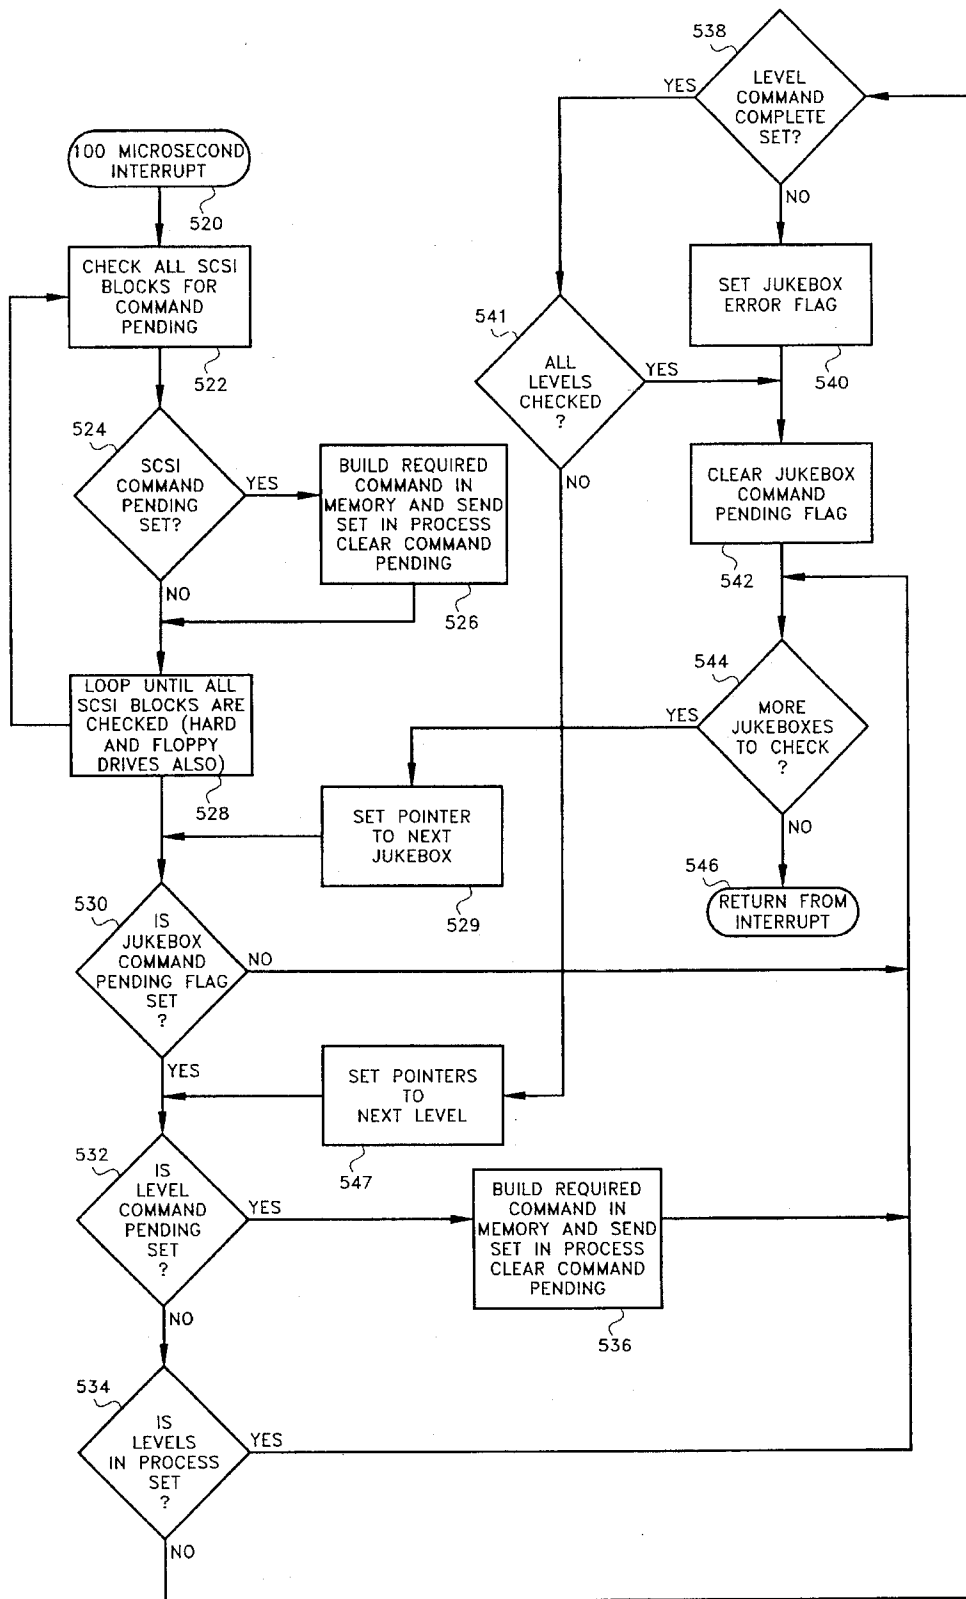 100 MICROSECOND
INTERRUPT
520
CHECK ALL SCSI
BLOCKS FOR
COMMAND
PENDING
522
524
SCSI
COMMAND
PENDING
SET?
YES
NO
BUILD REQUIRED
COMMAND IN
MEMORY AND SEND
SET IN PROCESS
CLEAR COMMAND
PENDING
526
LOOP UNTIL ALL
SCSI BLOCKS ARE
CHECKED (HARD
AND FLOPPY
DRIVES ALSO)
528
SET POINTER
TO NEXT
JUKEBOX
529
530
IS
JUKEBOX
COMMAND
PENDING FLAG
SET
?
NO
YES
SET POINTERS
TO
NEXT LEVEL
547
532
IS
LEVEL
COMMAND
PENDING
SET
?
YES
NO
BUILD REQUIRED
COMMAND IN
MEMORY AND SEND
SET IN PROCESS
CLEAR COMMAND
PENDING
536
534
IS
LEVELS
IN PROCESS
SET
?
YES
NO
538
LEVEL
COMMAND
COMPLETE
SET?
YES
NO
SET JUKEBOX
ERROR FLAG
540
541
ALL
LEVELS
CHECKED
?
YES
NO
CLEAR JUKEBOX
COMMAND
PENDING FLAG
542
544
MORE
JUKEBOXES
TO CHECK
?
YES
NO
546
RETURN FROM
INTERRUPT